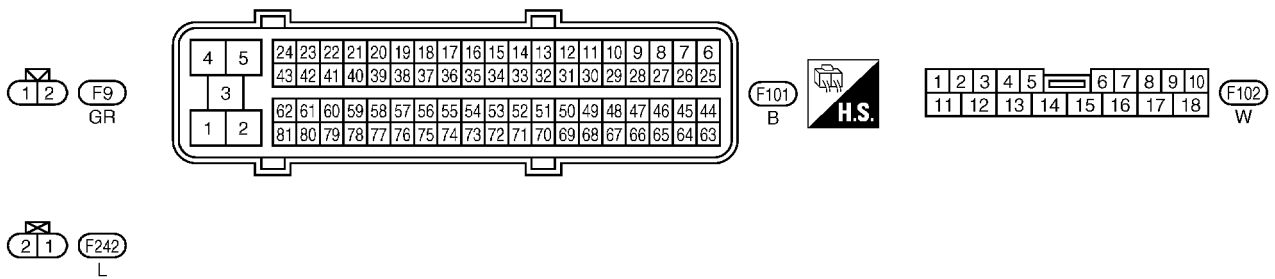 4 5
3
1 2
24 23 22 21 20 19 18 17 16 15 14 13 12 11 10 9 8 7 6
43 42 41 40 39 38 37 36 35 34 33 32 31 30 29 28 27 26 25
62 61 60 59 58 57 56 55 54 53 52 51 50 49 48 47 46 45 44
81 80 79 78 77 76 75 74 73 72 71 70 69 68 67 66 65 64 63
1 2
F9
GR
F101
B
H.S.
1 2 3 4 5 6 7 8 9 10
11 12 13 14 15 16 17 18
F102
W
2 1
F242
L